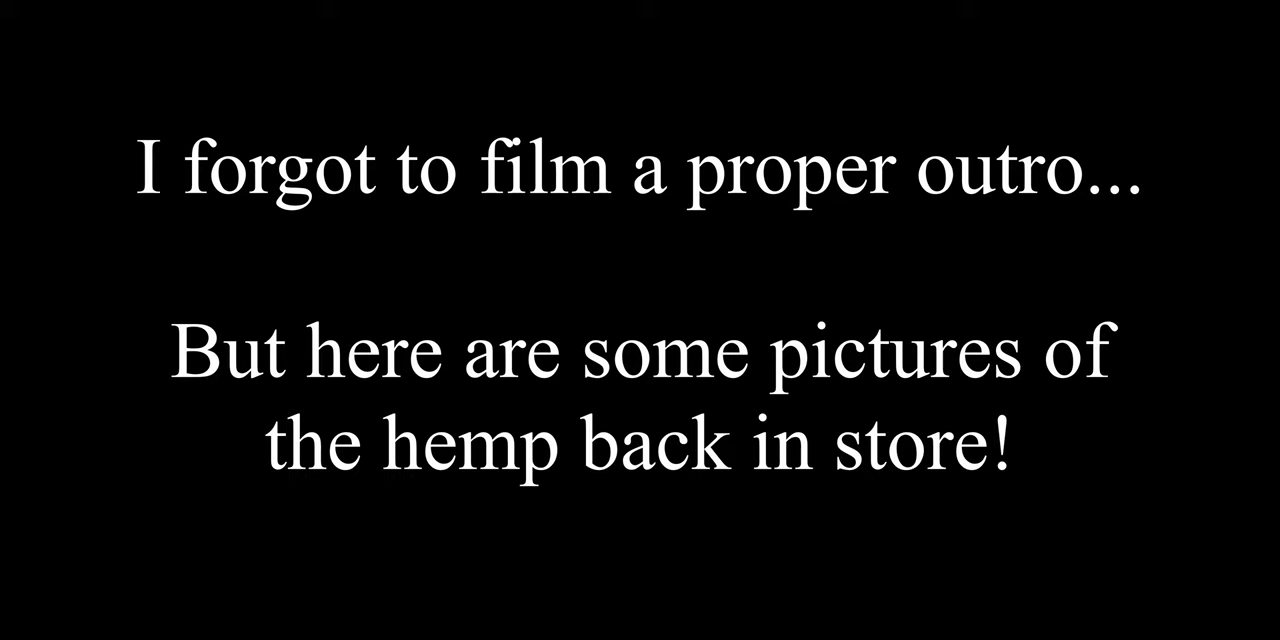 I forgot to film a proper outro...
But here are some pictures of
the hemp back in store!